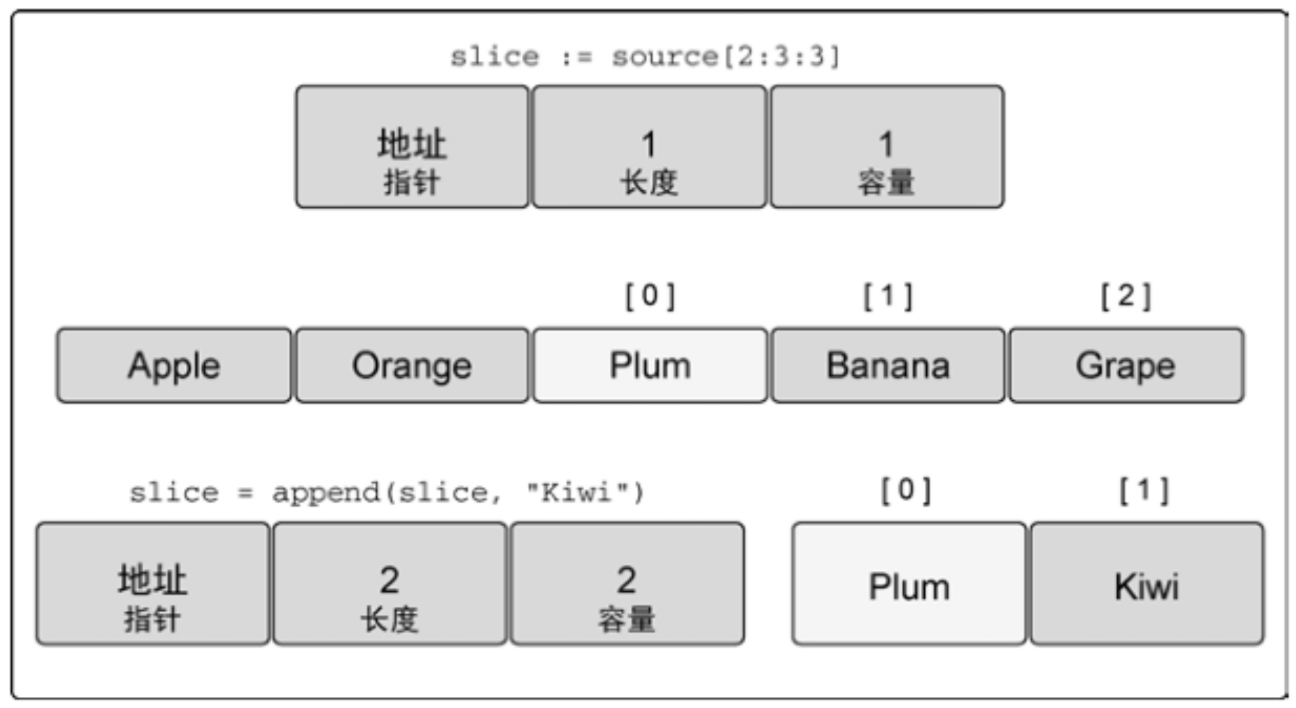 slice := source[2:3:3]
地址 1 1
指针 长度 容量
[0] [1] [2]
Apple Orange Plum Banana Grape
slice = append(slice, "Kiwi") [0] [1]
地址 2 2 Plum Kiwi
指针 长度 容量